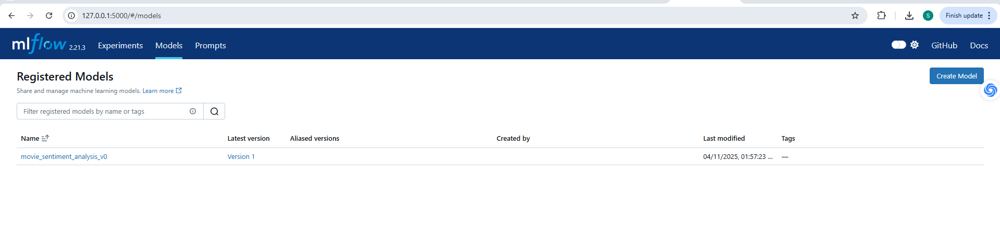 127.0.0.1:5000/#/models
S
Finish update
mlflow 2.21.3 Experiments Models Prompts GitHub Docs
Registered Models
Create Model
Share and manage machine learning models. Learn more
Filter registered models by name or tags
Name Latest version Aliased versions Created by Last modified Tags
movie_sentiment_analysis_v0 Version 1 04/11/2025, 01:57:23 ... —